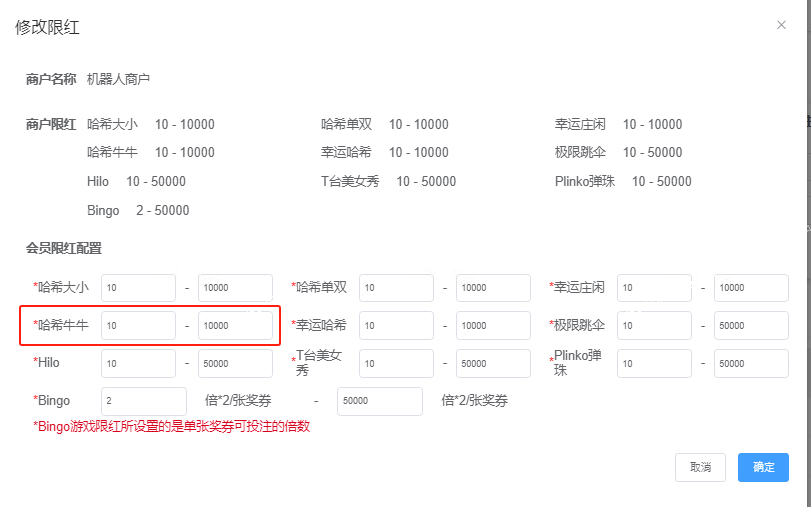 修改限红
商户名称 机器人商户
商户限红 哈希大小 10 - 10000 哈希单双 10 - 10000 幸运庄闲 10 - 10000
哈希牛牛 10 - 10000 幸运哈希 10 - 10000 极限跳伞 10 - 50000
Hilo 10 - 50000 T台美女秀 10 - 50000 Plinko弹珠 10 - 50000
Bingo 2 - 50000
会员限红配置
*哈希大小 10 - 10000 *哈希单双 10 - 10000 *幸运庄闲 10 - 10000
*哈希牛牛 10 - 10000 *幸运哈希 10 - 10000 *极限跳伞 10 - 50000
*Hilo 10 - 50000 *T台美女秀 10 - 50000 *Plinko弹珠 10 - 50000
*Bingo 2 倍*2/张奖券 - 50000 倍*2/张奖券
*Bingo游戏限红所设置的是单张奖券可投注的倍数
取消 确定